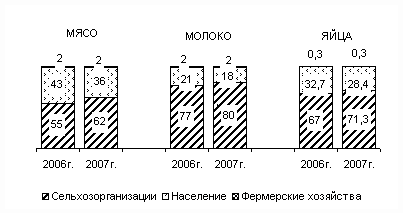 МЯСО МОЛОКО ЯЙЦА
2 2 2 2 0,3 0,3
43 36 21 18 32,7 28,4
55 62 77 80 67 71,3
2006г. 2007г. 2006г. 2007г. 2006г. 2007г.
Сельхозорганизации Население Фермерские хозяйства